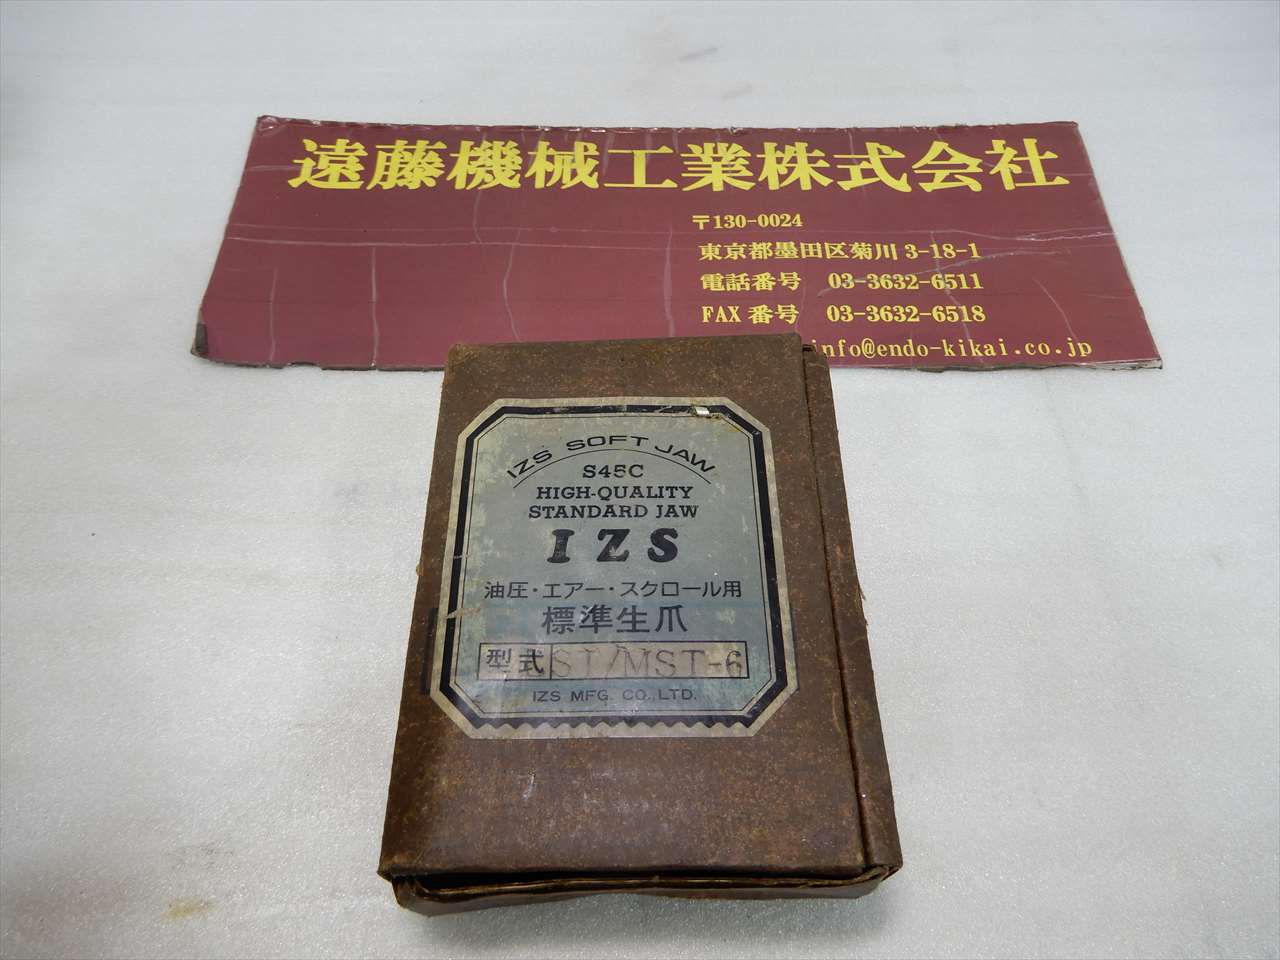 遠藤機械工業株式会社
〒130-0024
東京都墨田区菊川 3-18-1
電話番号 03-3632-6511
FAX 番号 03-3632-6518
info@endo-kikai.co.jp
IZS SOFT JAW
S45C
HIGH-QUALITY
STANDARD JAW
IZS
油圧・エアー・スクロール用
標準生爪
型式 ST/MST-6
IZS MFG. CO., LTD.